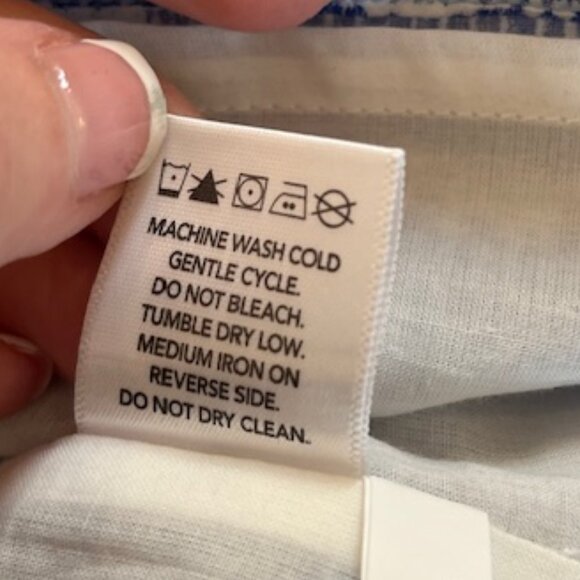 MACHINE WASH COLD
GENTLE CYCLE.
DO NOT BLEACH.
TUMBLE DRY LOW.
MEDIUM IRON ON
REVERSE SIDE.
DO NOT DRY CLEAN.